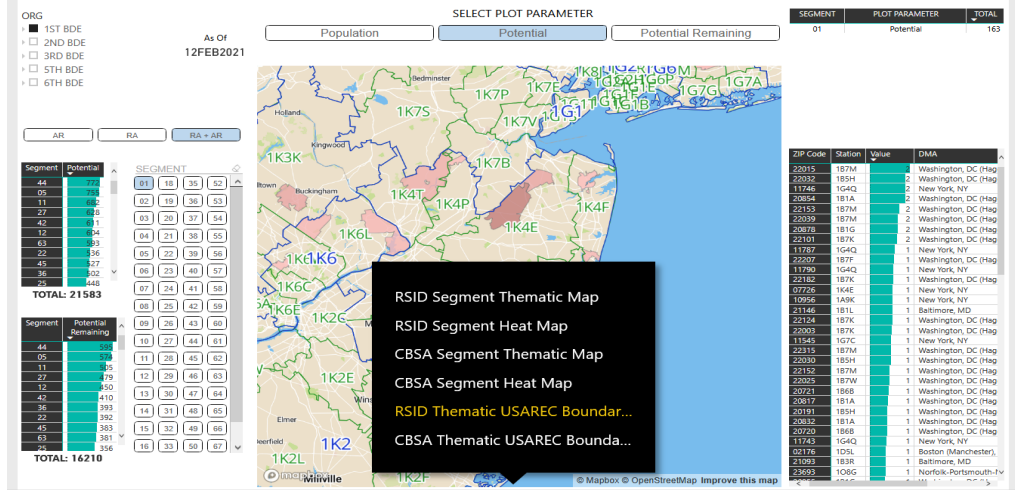 ORG
1ST BDE
2ND BDE
3RD BDE
5TH BDE
6TH BDE
As Of
12FEB2021
AR
RA
RA + AR
SELECT PLOT PARAMETER
Population
Potential
Potential Remaining
SEGMENT PLOT PARAMETER TOTAL
01 Potential 163
Segment Potential
44 772
05 755
11 682
27 628
42 611
12 604
63 593
22 536
45 527
36 502
25 448
TOTAL: 21583
Segment Potential Remaining
44 595
05 574
11 505
27 479
12 450
42 410
36 393
22 392
45 383
63 381
25 356
TOTAL: 16210
SEGMENT
01 18 35 52
02 19 36 53
03 20 37 54
04 21 38 55
05 22 39 56
06 23 40 57
07 24 41 58
08 25 42 59
09 26 43 60
10 27 44 61
11 28 45 62
12 29 46 63
13 30 47 64
14 31 48 65
15 32 49 66
16 33 50 67
Bedminster
1K7P
1K7E
1G7A
1G7G
1K7S
1K7V
1G1
1G1B
Holland
Kingwood
1K3K
1K7B
Buckingham
1K4T
1K4P
1K4F
1K4E
1K6L
1K6
1K6C
1K6E
1K2C
1K2E
Elmer
1K2
1K2L
Millville
1K2F
mapbox
RSID Segment Thematic Map
RSID Segment Heat Map
CBSA Segment Thematic Map
CBSA Segment Heat Map
RSID Thematic USAREC Boundar...
CBSA Thematic USAREC Bounda...
© Mapbox © OpenStreetMap Improve this map
ZIP Code Station Value DMA
22015 1B7M 2 Washington, DC (Hag
22032 1B5H 2 Washington, DC (Hag
11746 1G4Q 2 New York, NY
20854 1B1A 2 Washington, DC (Hag
22153 1B7M 2 Washington, DC (Hag
22039 1B7M 2 Washington, DC (Hag
20878 1B1G 2 Washington, DC (Hag
22101 1B7K 2 Washington, DC (Hag
11787 1G4Q 1 New York, NY
22207 1B7F 1 Washington, DC (Hag
11790 1G4Q 1 New York, NY
22182 1B7K 1 Washington, DC (Hag
07726 1K4E 1 New York, NY
10956 1A9K 1 New York, NY
21146 1B1L 1 Baltimore, MD
22124 1B7K 1 Washington, DC (Hag
22003 1B7K 1 Washington, DC (Hag
11545 1G7C 1 New York, NY
22315 1B7M 1 Washington, DC (Hag
22030 1B5H 1 Washington, DC (Hag
22152 1B7M 1 Washington, DC (Hag
22025 1B7W 1 Washington, DC (Hag
20721 1B6B 1 Washington, DC (Hag
20817 1B1A 1 Washington, DC (Hag
20191 1B5H 1 Washington, DC (Hag
20832 1B1A 1 Washington, DC (Hag
20720 1B6B 1 Washington, DC (Hag
11743 1G4Q 1 New York, NY
02176 1D5L 1 Boston (Manchester),
21093 1B3R 1 Baltimore, MD
23693 1O8G 1 Norfolk-Portsmouth-N